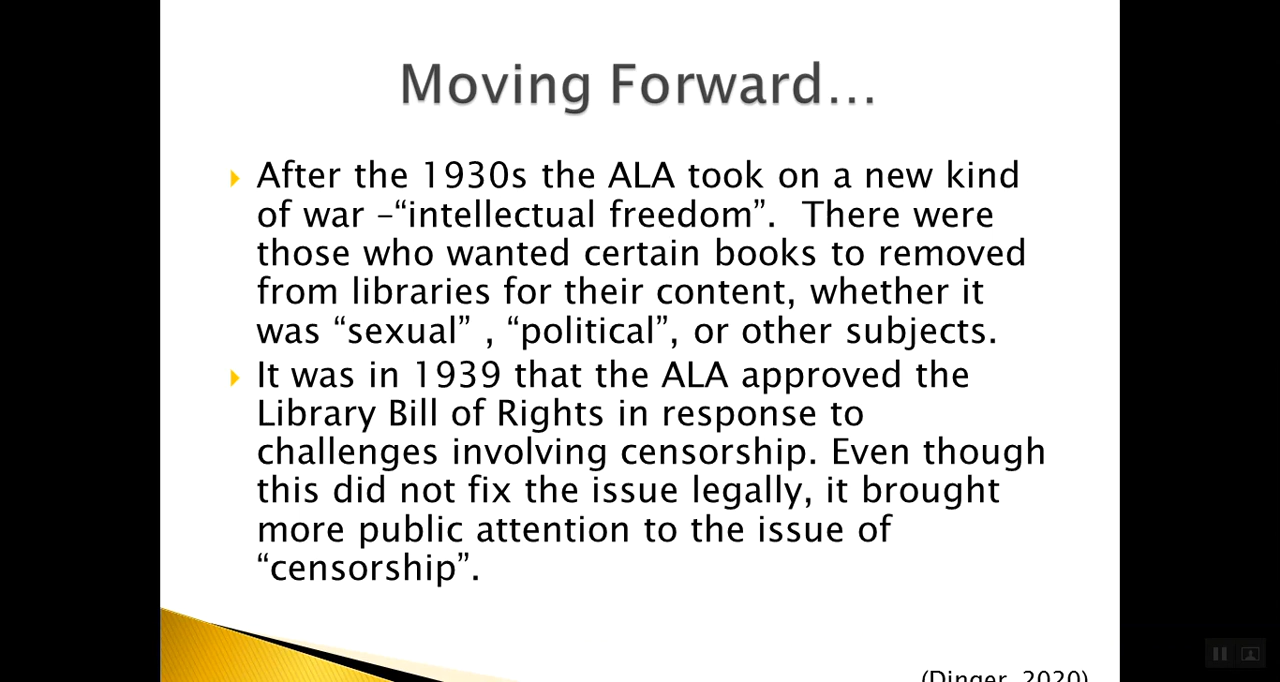 Moving Forward...
After the 1930s the ALA took on a new kind
of war –“intellectual freedom”.  There were
those who wanted certain books to removed
from libraries for their content, whether it
was “sexual” , “political”, or other subjects.
It was in 1939 that the ALA approved the
Library Bill of Rights in response to
challenges involving censorship. Even though
this did not fix the issue legally, it brought
more public attention to the issue of
“censorship”.
(Dinger, 2020)